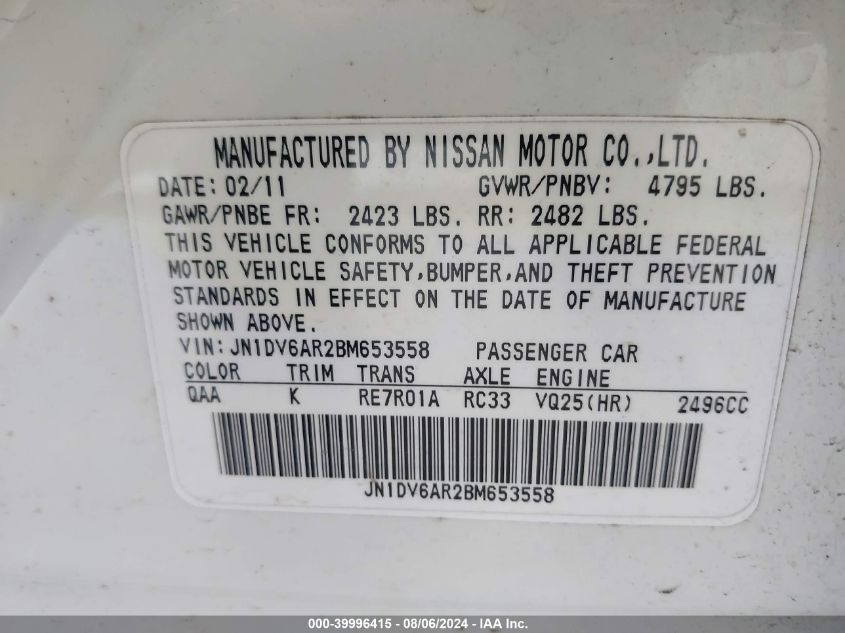 MANUFACTURED BY NISSAN MOTOR CO.,LTD.
DATE: 02/11 GVWR/PNBV: 4795 LBS.
GAWR/PNBE FR: 2423 LBS. RR: 2482 LBS.
THIS VEHICLE CONFORMS TO ALL APPLICABLE FEDERAL
MOTOR VEHICLE SAFETY,BUMPER,AND THEFT PREVENTION
STANDARDS IN EFFECT ON THE DATE OF MANUFACTURE
SHOWN ABOVE.
VIN: JN1DV6AR2BM653558 PASSENGER CAR
COLOR TRIM TRANS AXLE ENGINE
QAA K RE7R01A RC33 VQ25(HR) 2496CC
JN1DV6AR2BM653558
000-39996415 - 08/06/2024 - IAA Inc.